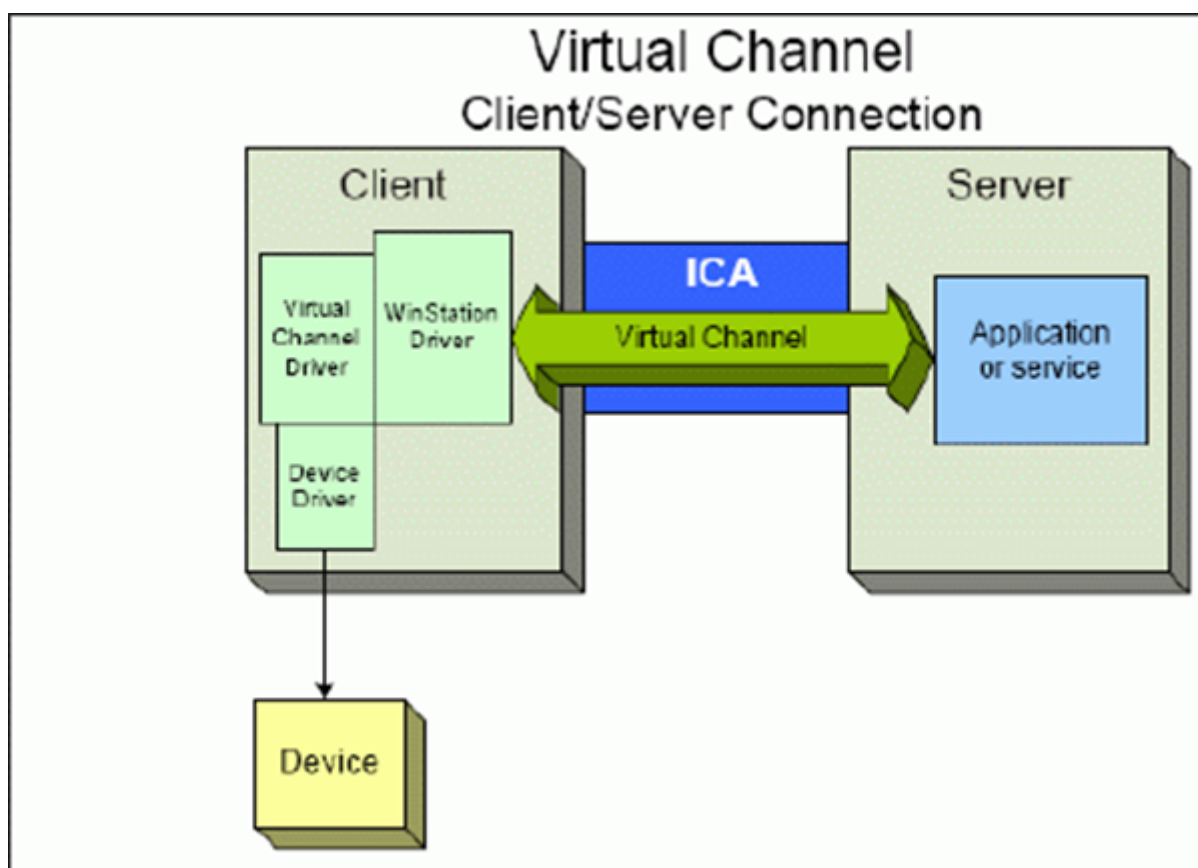 Virtual Channel
Client/Server Connection
Client
Server
ICA
Virtual
Channel
Driver
WinStation
Driver
Virtual Channel
Application
or service
Device
Driver
Device